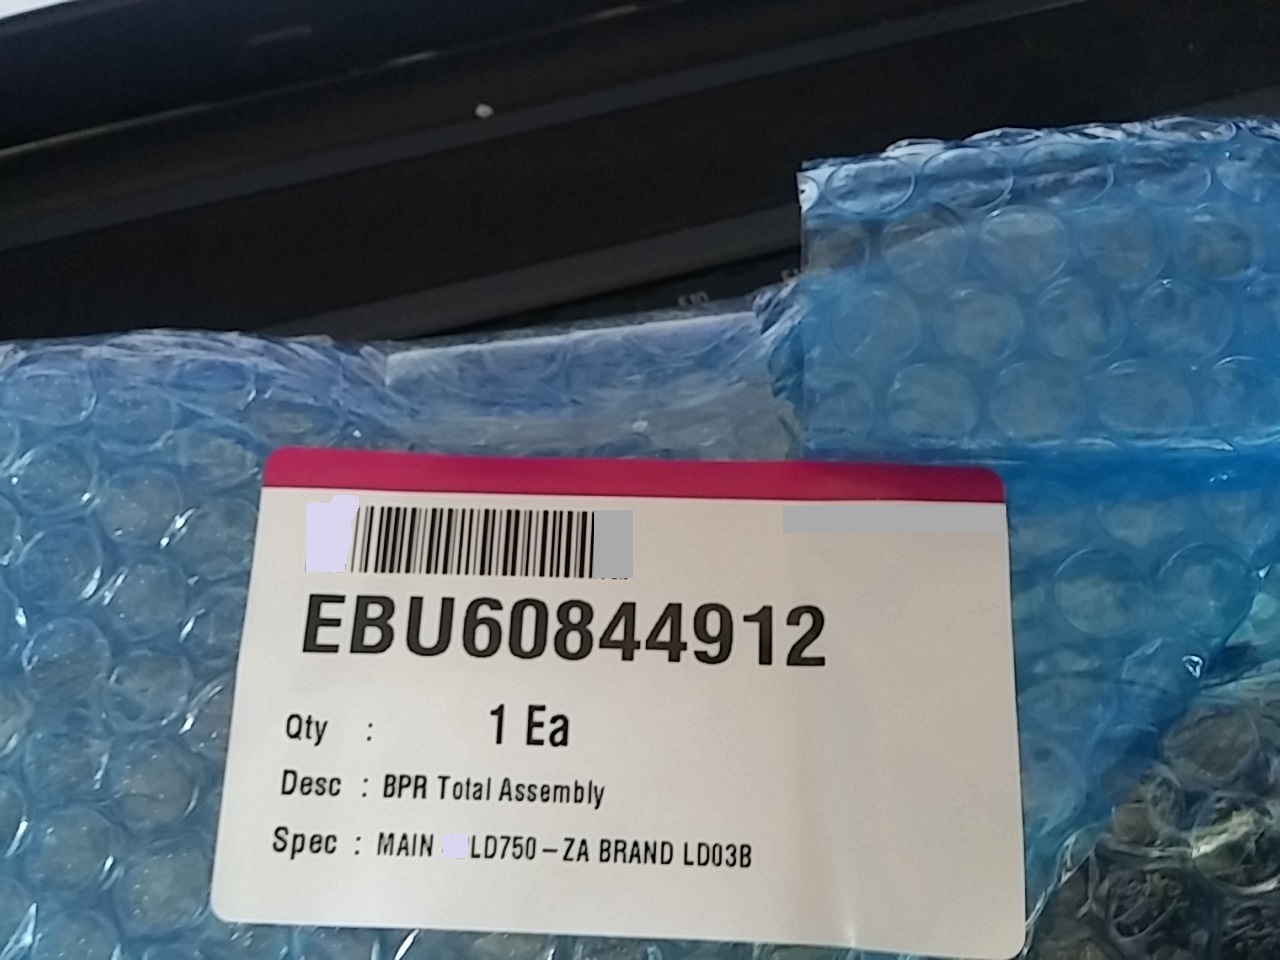 EBU60844912
Qty : 1 Ea
Desc : BPR Total Assembly
Spec : MAIN LD750-ZA BRAND LD03B